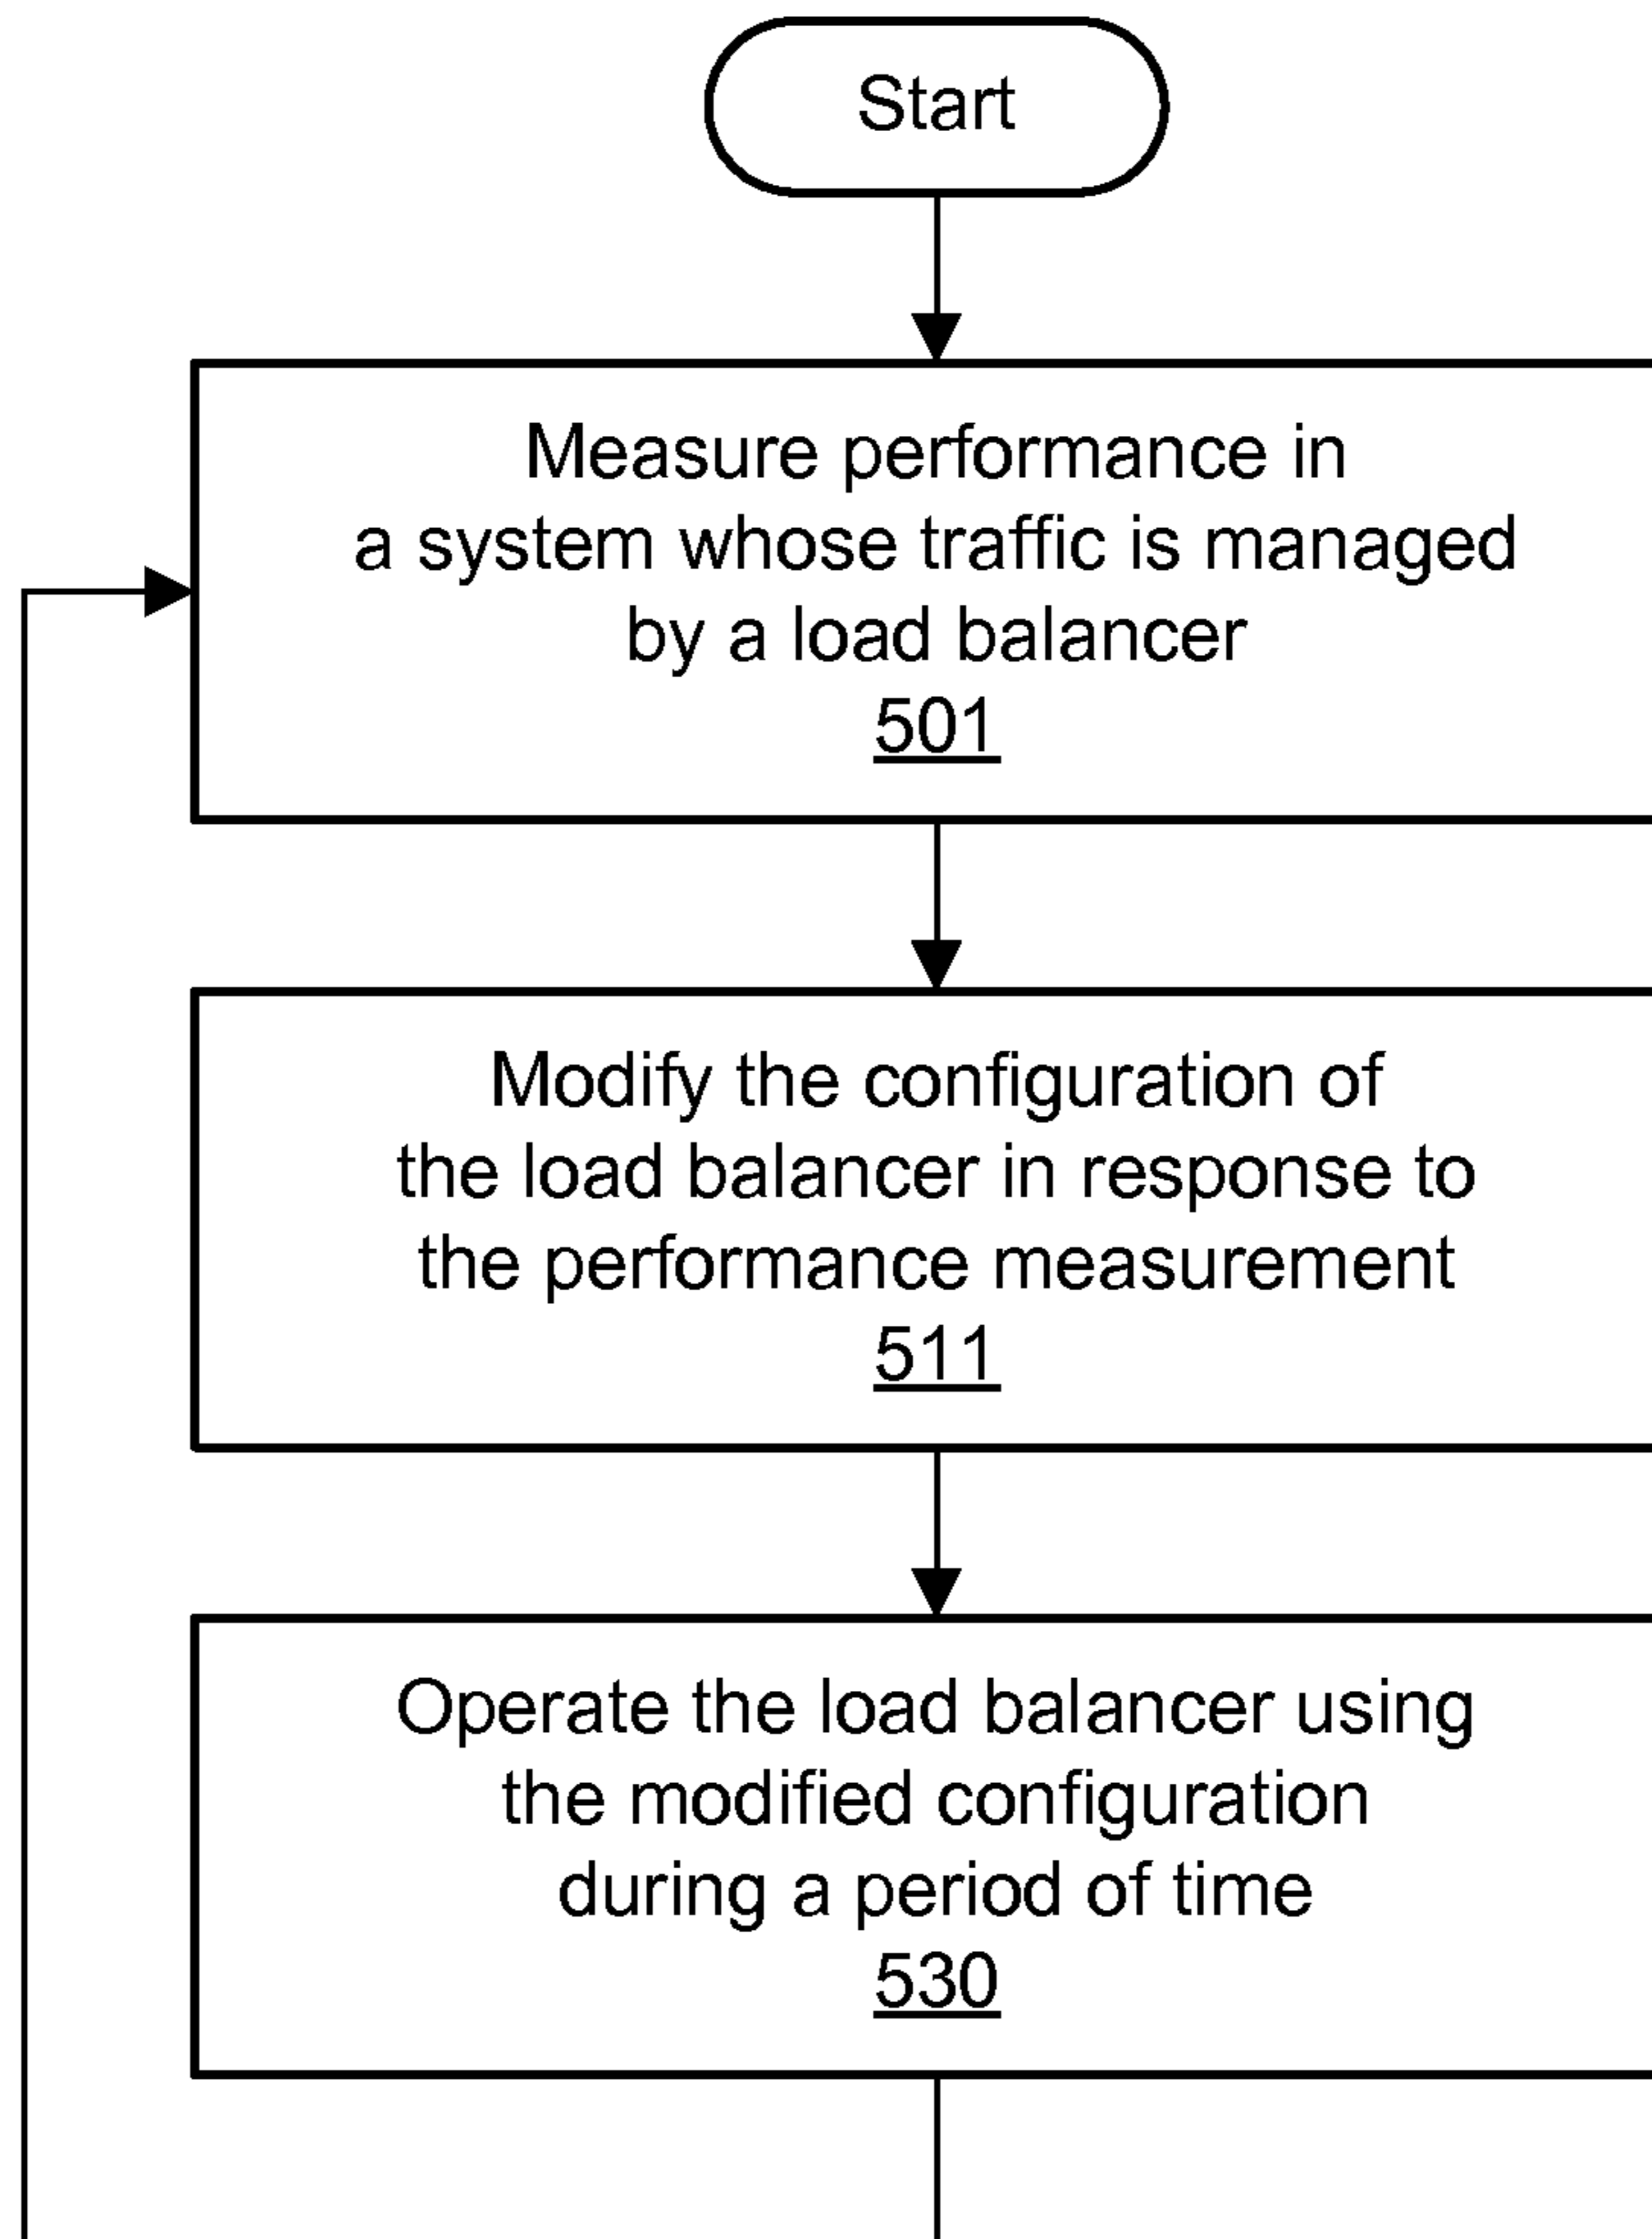 Start
Measure performance in
a system whose traffic is managed
by a load balancer
501
Modify the configuration of
the load balancer in response to
the performance measurement
511
Operate the load balancer using
the modified configuration
during a period of time
530